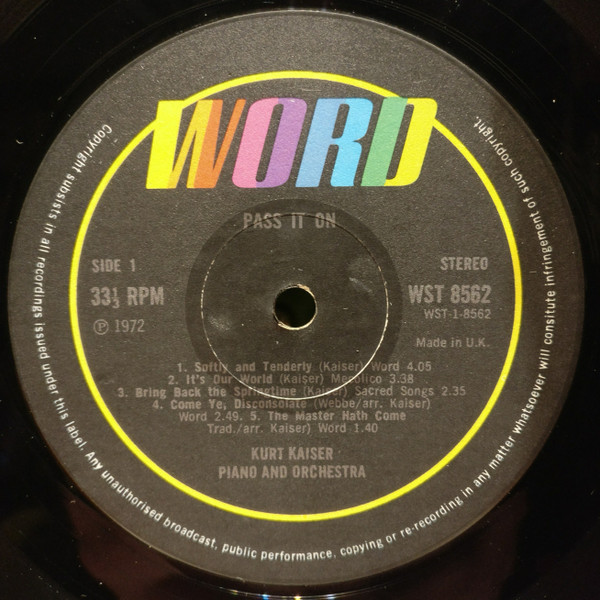 WORD
PASS IT ON
SIDE 1
STEREO
33⅓ RPM
WST 8562
WST-1-8562
℗ 1972
Made in U.K.
1. Softly and Tenderly (Kaiser) Word 4.05
2. It's Our World (Kaiser) Mecolico 3.38
3. Bring Back the Springtime (Kaiser) Sacred Songs 2.35
4. Come Ye, Disconsolate (Webbe/arr. Kaiser)
Word 2.49. 5. The Master Hath Come
Trad./arr. Kaiser) Word 1.40
KURT KAISER
PIANO AND ORCHESTRA
Copyright subsists in all recordings issued under this label. Any unauthorised broadcast, public performance, copying or re-recording in any matter whatsoever will consitute infringement of such copyright.